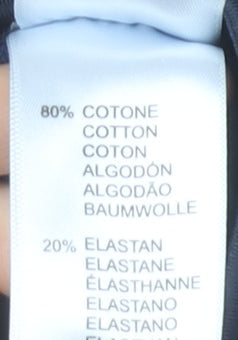 80% COTONE
COTTON
COTON
ALGODÓN
ALGODÃO
BAUMWOLLE
20% ELASTAN
ELASTANE
ÉLASTHANNE
ELASTANO
ELASTANO